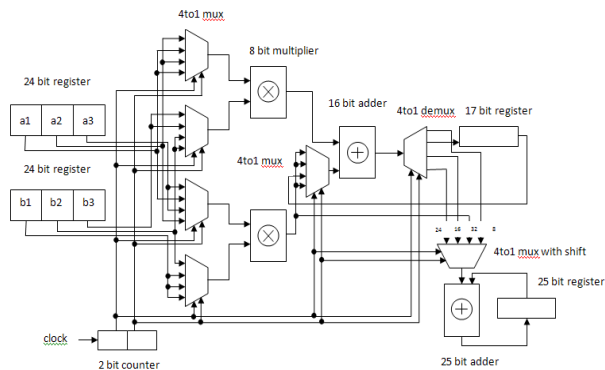 4to1 mux
8 bit multiplier
24 bit register
a1 a2 a3
16 bit adder
4to1 demux
17 bit register
4to1 mux
24 bit register
b1 b2 b3
24 16 32 8
4to1 mux with shift
25 bit register
clock
2 bit counter
25 bit adder